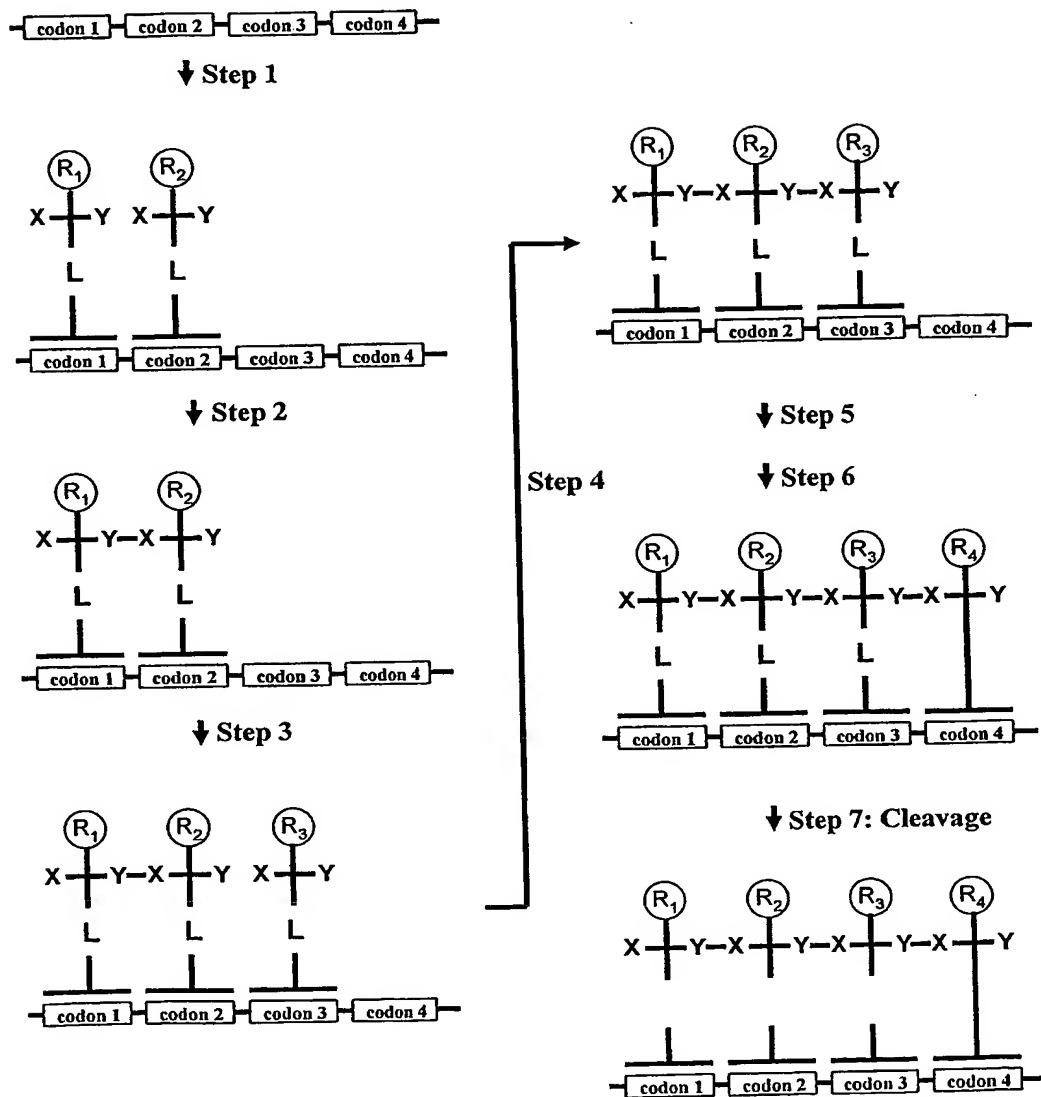 codon 1 codon 2 codon 3 codon 4
Step 1
R1 R2
X Y X Y
L L
codon 1 codon 2 codon 3 codon 4
Step 2
R1 R2
X Y X Y
L L
codon 1 codon 2 codon 3 codon 4
Step 3
R1 R2 R3
X Y X Y X Y
L L L
codon 1 codon 2 codon 3 codon 4
Step 4
R1 R2 R3
X Y X Y X Y
L L L
codon 1 codon 2 codon 3 codon 4
Step 5
Step 6
R1 R2 R3 R4
X Y X Y X Y X Y
L L L
codon 1 codon 2 codon 3 codon 4
Step 7: Cleavage
R1 R2 R3 R4
X Y X Y X Y X Y
codon 1 codon 2 codon 3 codon 4